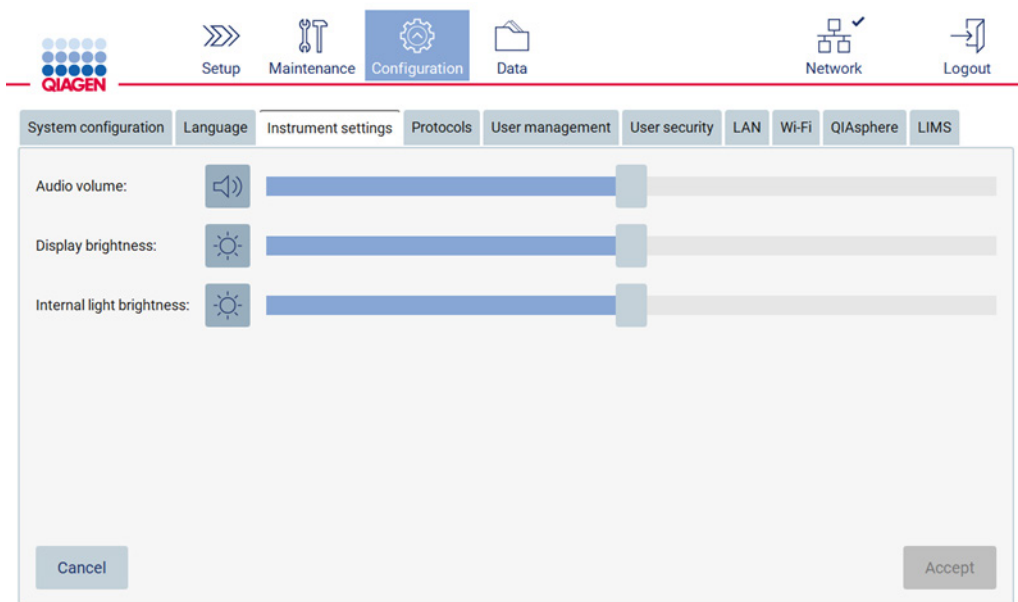 QIAGEN
Setup
Maintenance
Configuration
Data
Network
Logout
System configuration
Language
Instrument settings
Protocols
User management
User security
LAN
Wi-Fi
QIAsphere
LIMS
Audio volume:
Display brightness:
Internal light brightness:
Cancel
Accept